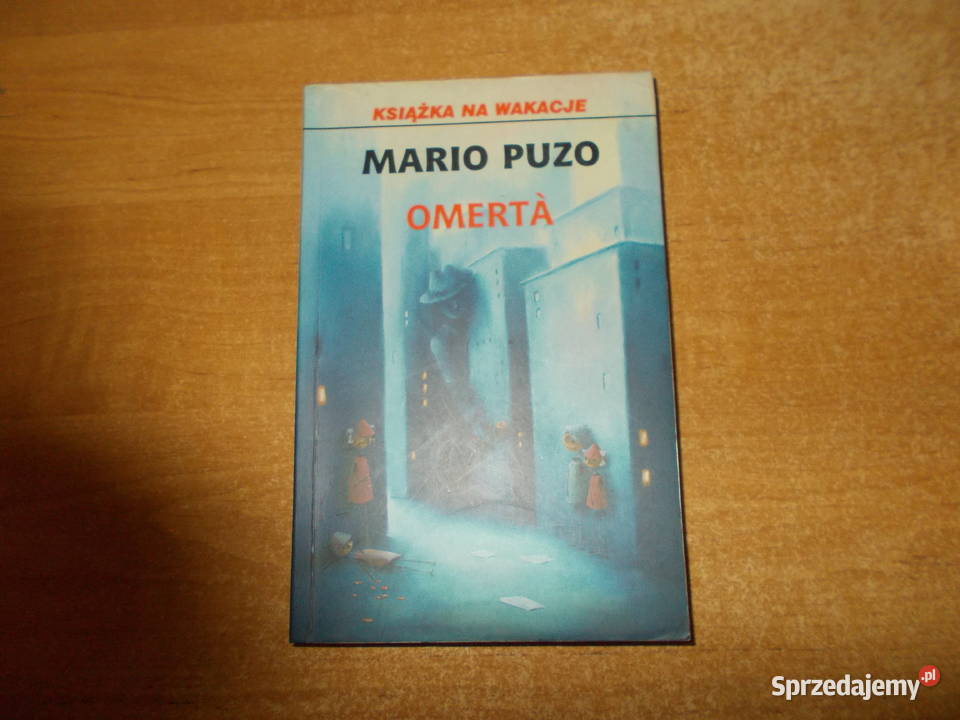 KSIĄŻKA NA WAKACJE
MARIO PUZO
OMERTÀ
Sprzedajemy.pl